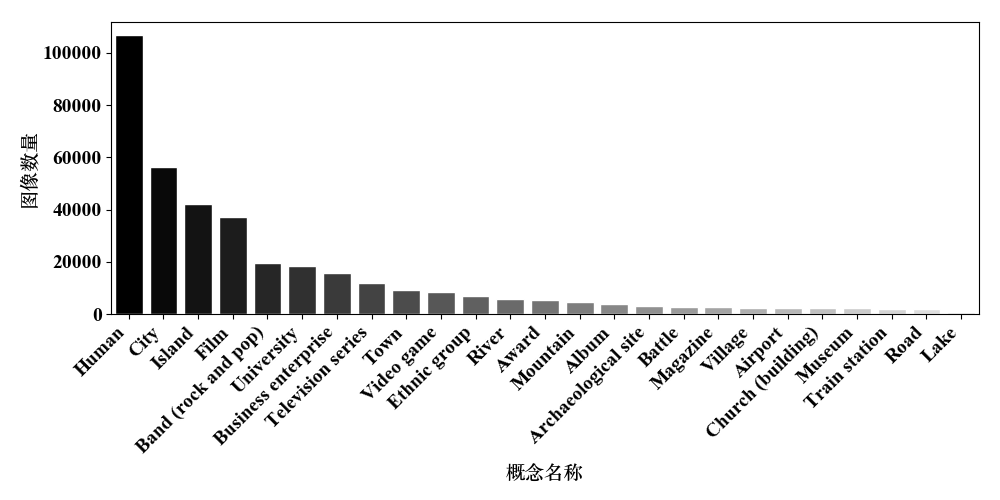 图像数量
100000
80000
60000
40000
20000
0
Human
City
Island
Film
Band (rock and pop)
University
Business enterprise
Television series
Town
Video game
Ethnic group
River
Award
Mountain
Album
Archaeological site
Battle
Magazine
Village
Airport
Church (building)
Museum
Train station
Road
Lake
概念名称